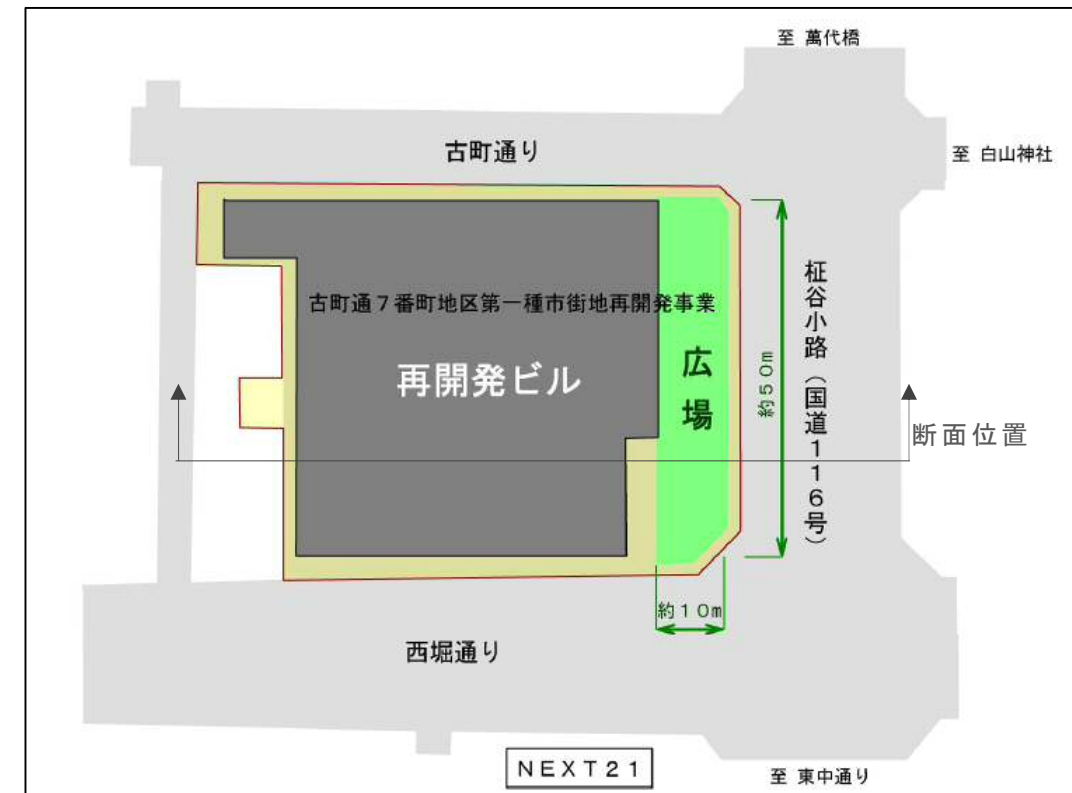 至 萬代橋
古町通り
至 白山神社
古町通７番町地区第一種市街地再開発事業
再開発ビル
広場
約５０ｍ
柾谷小路（国道１１６号）
断面位置
約１０ｍ
西堀通り
ＮＥＸＴ２１
至 東中通り